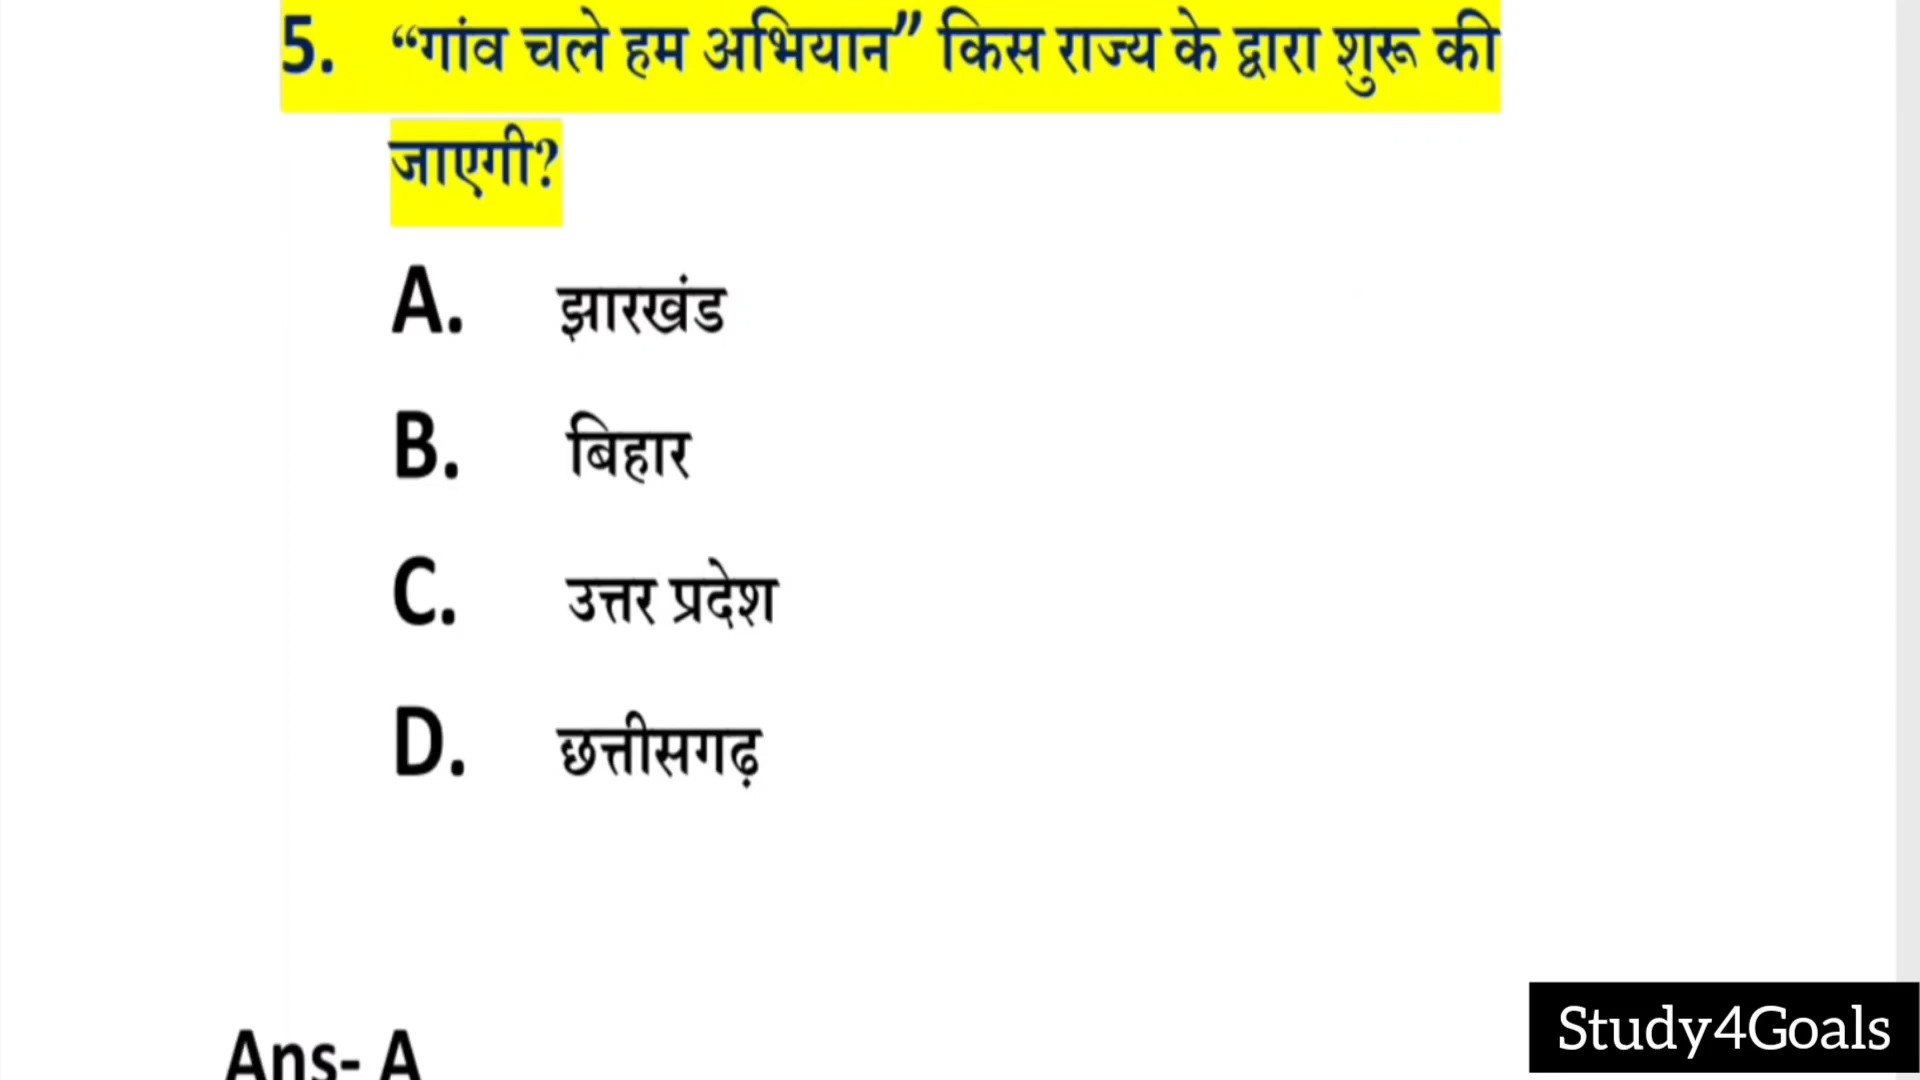 5. “गांव चले हम अभियान” किस राज्य के द्वारा शुरू की
जाएगी?
A. झारखंड
B. बिहार
C. उत्तर प्रदेश
D. छत्तीसगढ़
Ans- A
Study4Goals